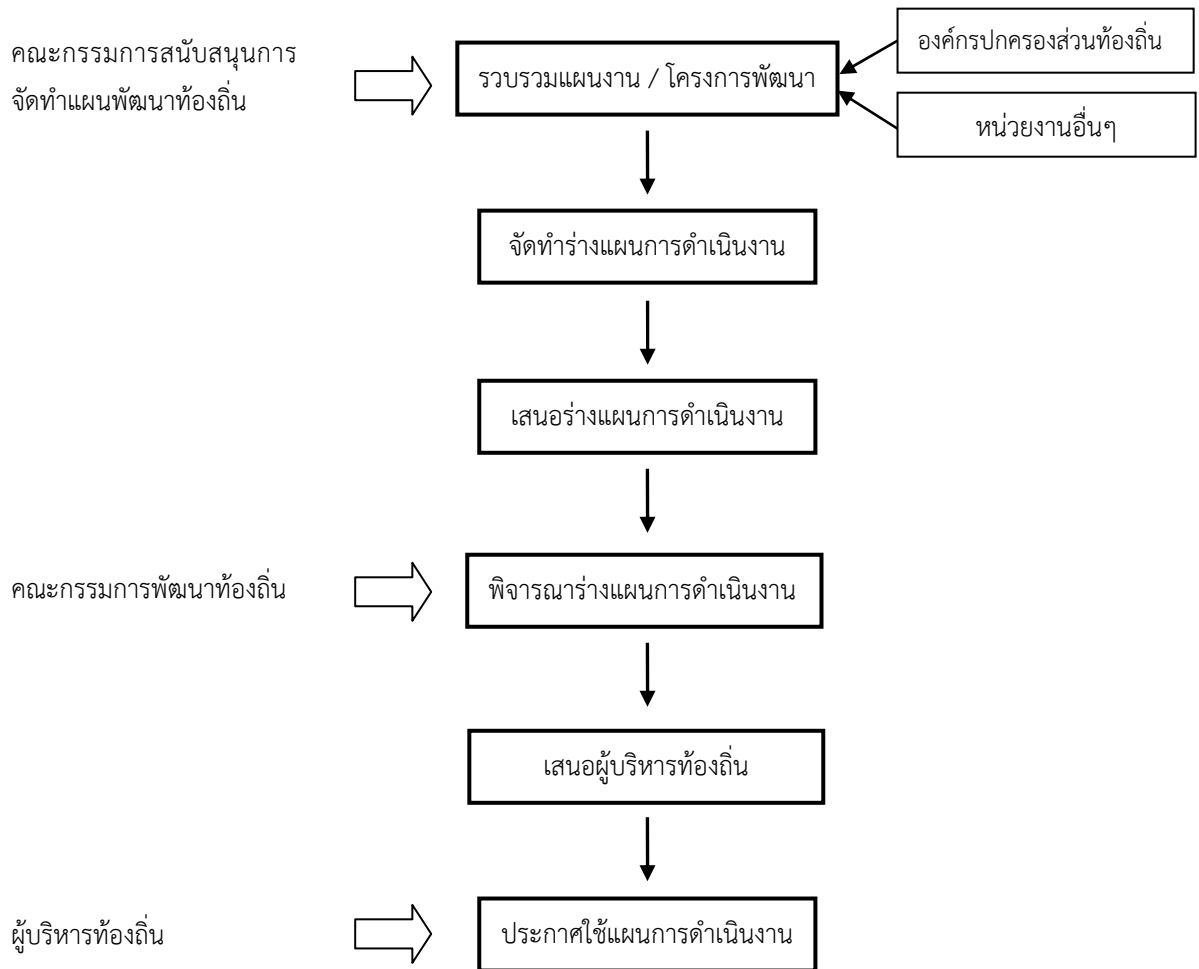 คณะกรรมการสนับสนุนการ
จัดทำแผนพัฒนาท้องถิ่น
รวบรวมแผนงาน / โครงการพัฒนา
องค์กรปกครองส่วนท้องถิ่น
หน่วยงานอื่นๆ
จัดทำร่างแผนการดำเนินงาน
เสนอร่างแผนการดำเนินงาน
คณะกรรมการพัฒนาท้องถิ่น
พิจารณาร่างแผนการดำเนินงาน
เสนอผู้บริหารท้องถิ่น
ผู้บริหารท้องถิ่น
ประกาศใช้แผนการดำเนินงาน